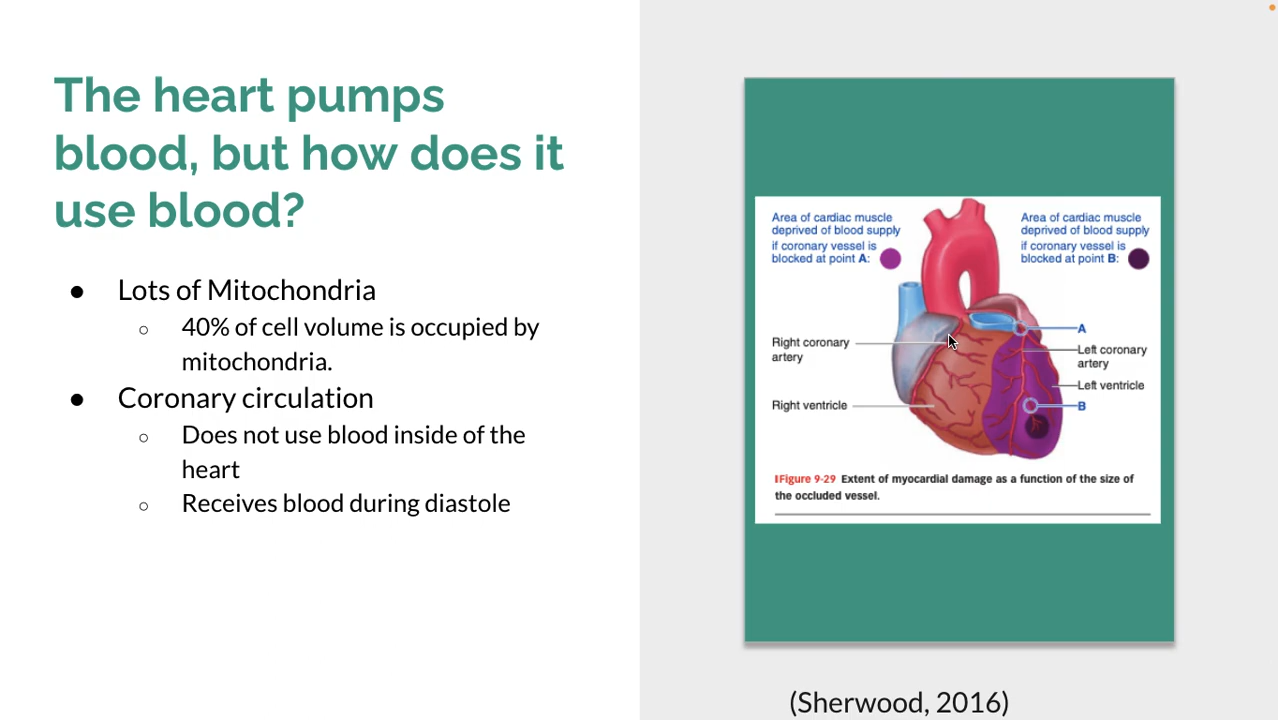 The heart pumps
blood, but how does it
use blood?
● Lots of Mitochondria
○ 40% of cell volume is occupied by
mitochondria.
● Coronary circulation
○ Does not use blood inside of the
heart
○ Receives blood during diastole
Area of cardiac muscle
deprived of blood supply
if coronary vessel is
blocked at point A:
Area of cardiac muscle
deprived of blood supply
if coronary vessel is
blocked at point B:
Right coronary
artery
Right ventricle
A
Left coronary
artery
Left ventricle
B
Figure 9-29 Extent of myocardial damage as a function of the size of
the occluded vessel.
(Sherwood, 2016)